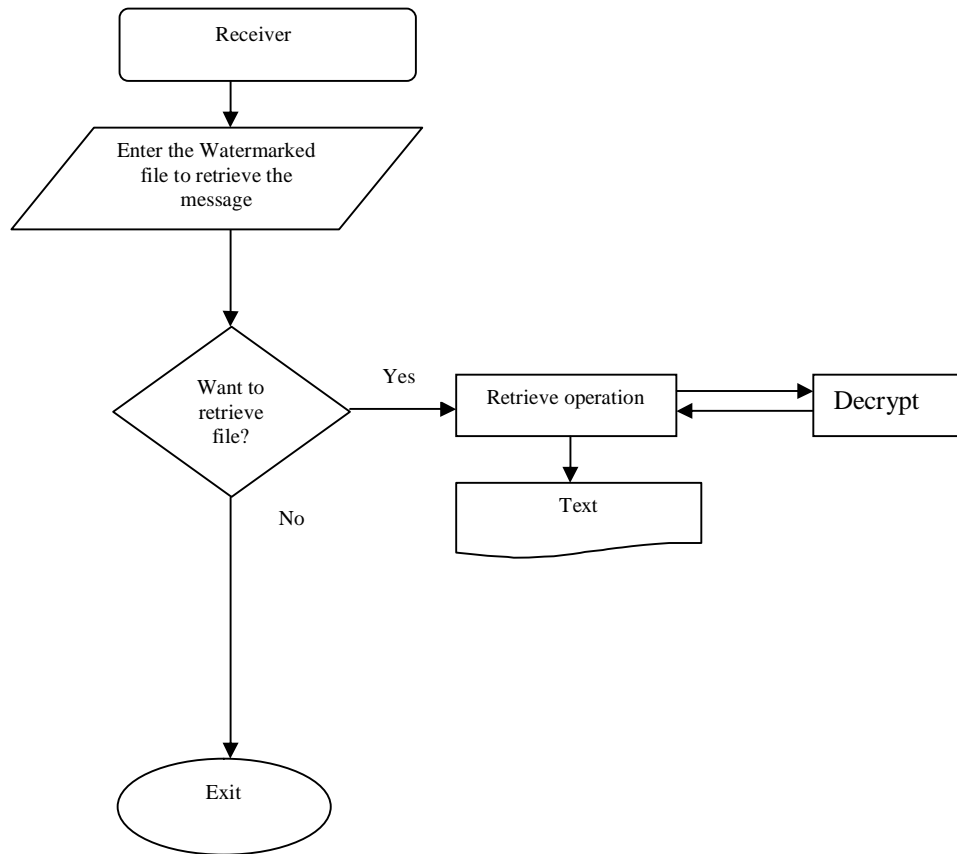 Receiver
Enter the Watermarked
file to retrieve the
message
Want to
retrieve
file?
Yes
Retrieve operation
Decrypt
Text
No
Exit